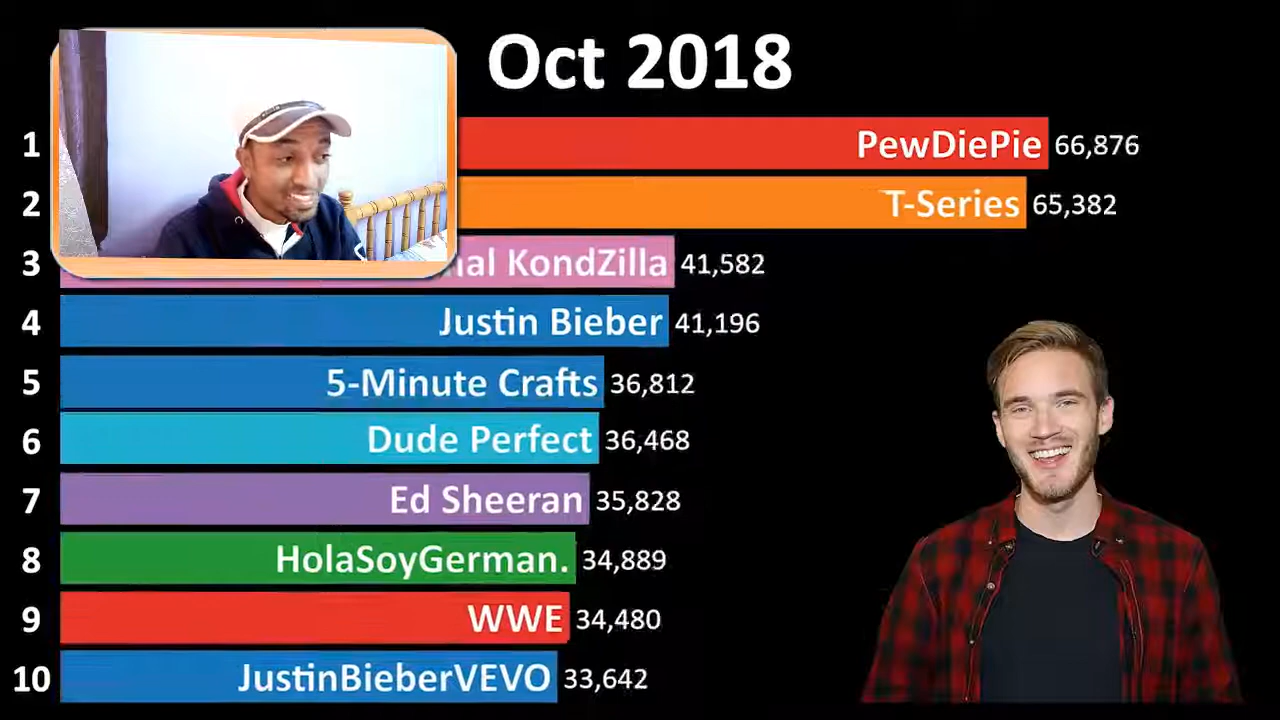 Oct 2018
1 PewDiePie 66,876
2 T-Series 65,382
3 nal KondZilla 41,582
4 Justin Bieber 41,196
5 5-Minute Crafts 36,812
6 Dude Perfect 36,468
7 Ed Sheeran 35,828
8 HolaSoyGerman. 34,889
9 WWE 34,480
10 JustinBieberVEVO 33,642